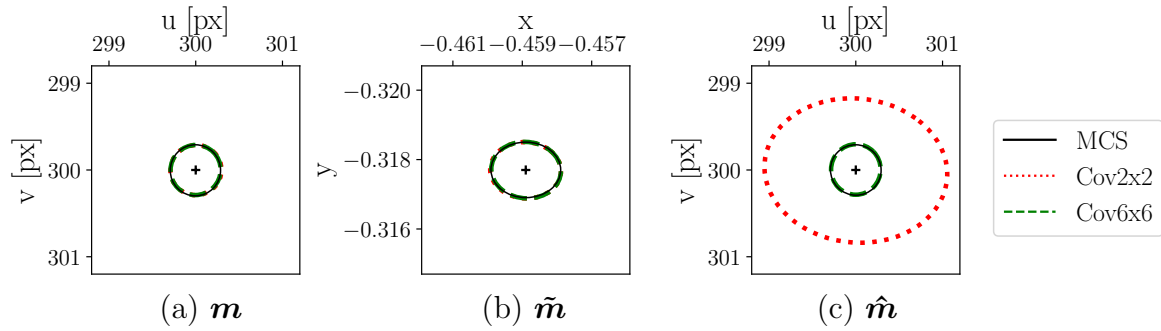 u [px]
299 300 301
v [px]
299
300
301
(a) m
x
−0.461 −0.459 −0.457
y
−0.320
−0.318
−0.316
(b) m̃
u [px]
299 300 301
v [px]
299
300
301
(c) m̂
MCS
Cov2x2
Cov6x6